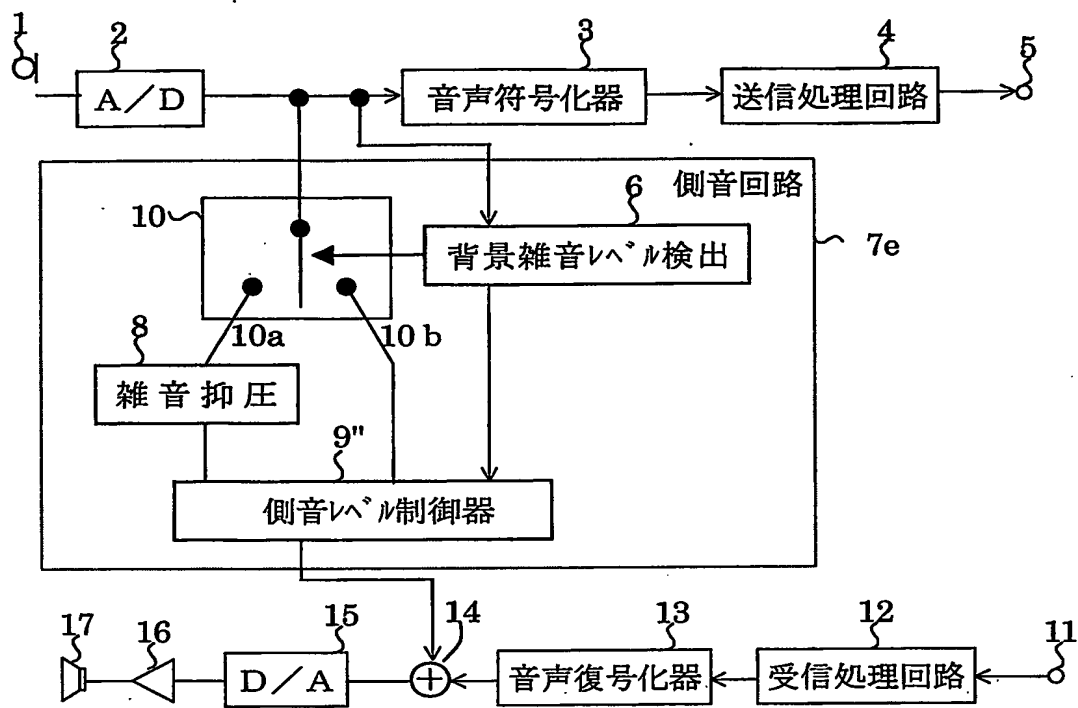 1
2
3
4
5
A/D
音声符号化器
送信処理回路
側音回路
10
6
7e
背景雑音ﾚﾍﾞﾙ検出
10a
10b
8
雑音抑圧
9"
側音ﾚﾍﾞﾙ制御器
17
16
15
14
13
12
11
D/A
音声復号化器
受信処理回路